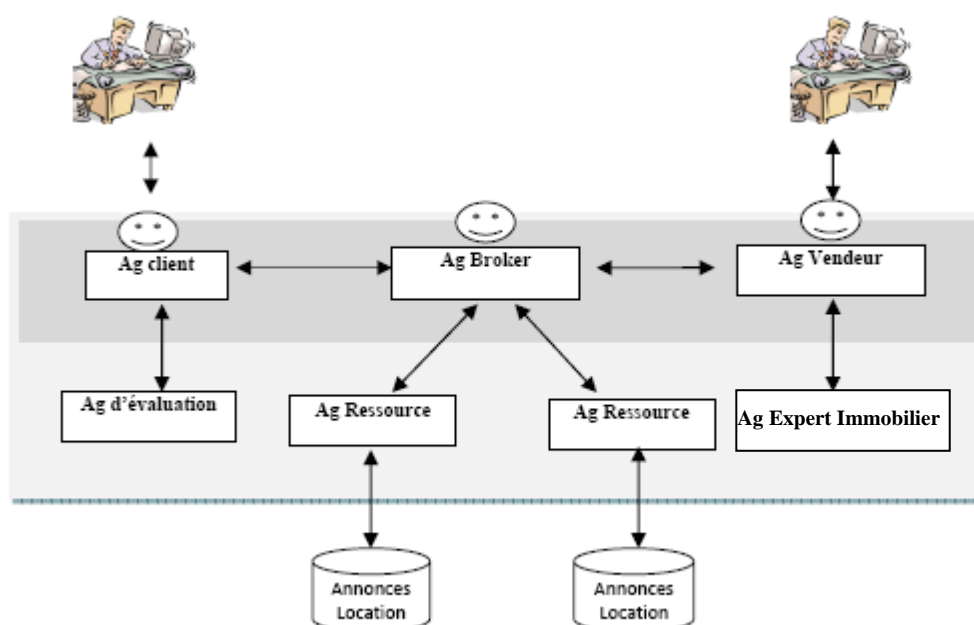 Ag client
Ag Broker
Ag Vendeur
Ag d’évaluation
Ag Ressource
Ag Ressource
Ag Expert Immobilier
Annonces
Location
Annonces
Location